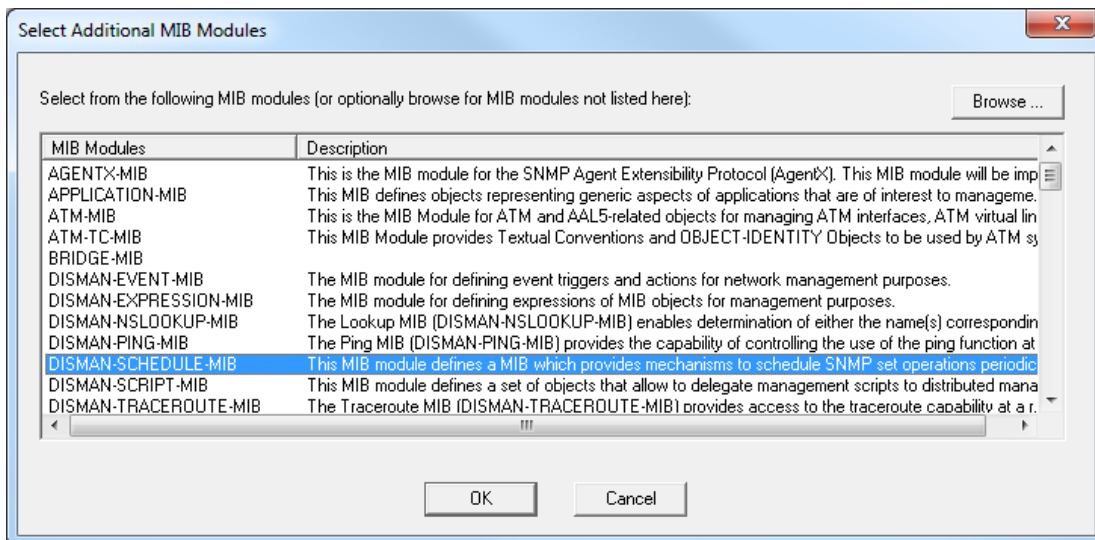 Select Additional MIB Modules
Select from the following MIB modules (or optionally browse for MIB modules not listed here):
Browse ...
MIB Modules Description
AGENTX-MIB This is the MIB module for the SNMP Agent Extensibility Protocol (AgentX). This MIB module will be imp
APPLICATION-MIB This MIB defines objects representing generic aspects of applications that are of interest to manageme.
ATM-MIB This is the MIB Module for ATM and AAL5-related objects for managing ATM interfaces, ATM virtual lin
ATM-TC-MIB This MIB Module provides Textual Conventions and OBJECT-IDENTITY Objects to be used by ATM sy
BRIDGE-MIB
DISMAN-EVENT-MIB The MIB module for defining event triggers and actions for network management purposes.
DISMAN-EXPRESSION-MIB The MIB module for defining expressions of MIB objects for management purposes.
DISMAN-NSLOOKUP-MIB The Lookup MIB (DISMAN-NSLOOKUP-MIB) enables determination of either the name(s) correspondin
DISMAN-PING-MIB The Ping MIB (DISMAN-PING-MIB) provides the capability of controlling the use of the ping function at
DISMAN-SCHEDULE-MIB This MIB module defines a MIB which provides mechanisms to schedule SNMP set operations periodic
DISMAN-SCRIPT-MIB This MIB module defines a set of objects that allow to delegate management scripts to distributed mana
DISMAN-TRACEROUTE-MIB The Traceroute MIB (DISMAN-TRACEROUTE-MIB) provides access to the traceroute capability at a r.
OK Cancel